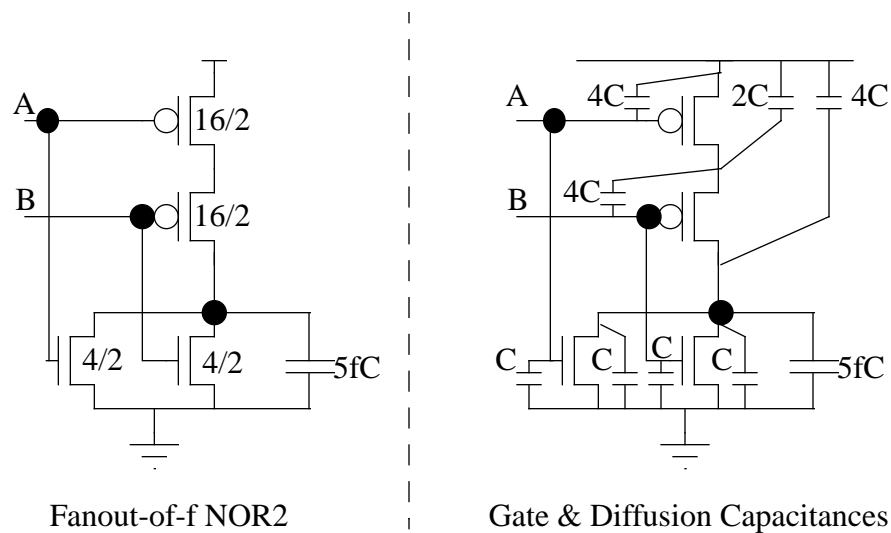 A
16/2
B
16/2
4/2
4/2
5fC
Fanout-of-f NOR2
A
4C
2C
4C
4C
B
C
C
C
C
5fC
Gate & Diffusion Capacitances